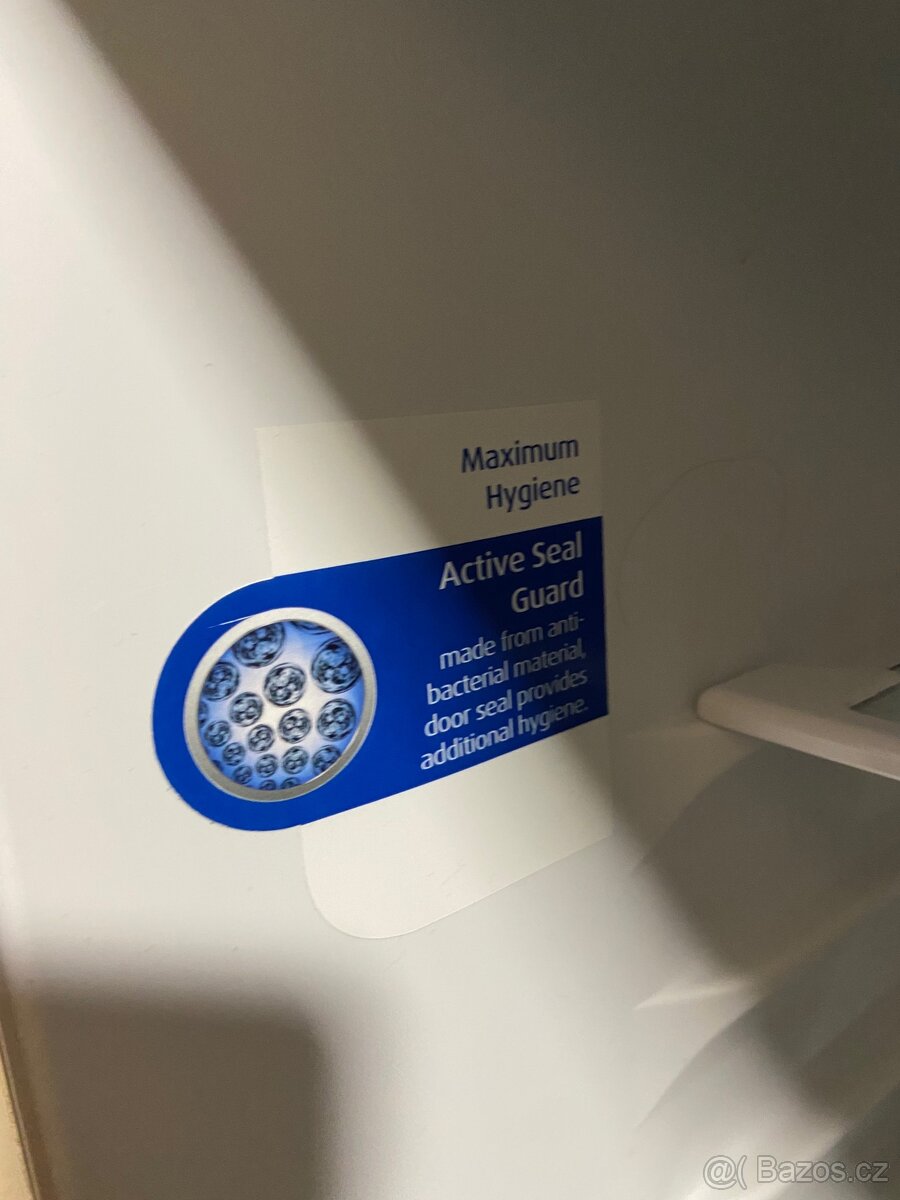 Maximum
Hygiene
Active Seal
Guard
made from anti-
bacterial material,
door seal provides
additional hygiene.
@( Bazos.cz